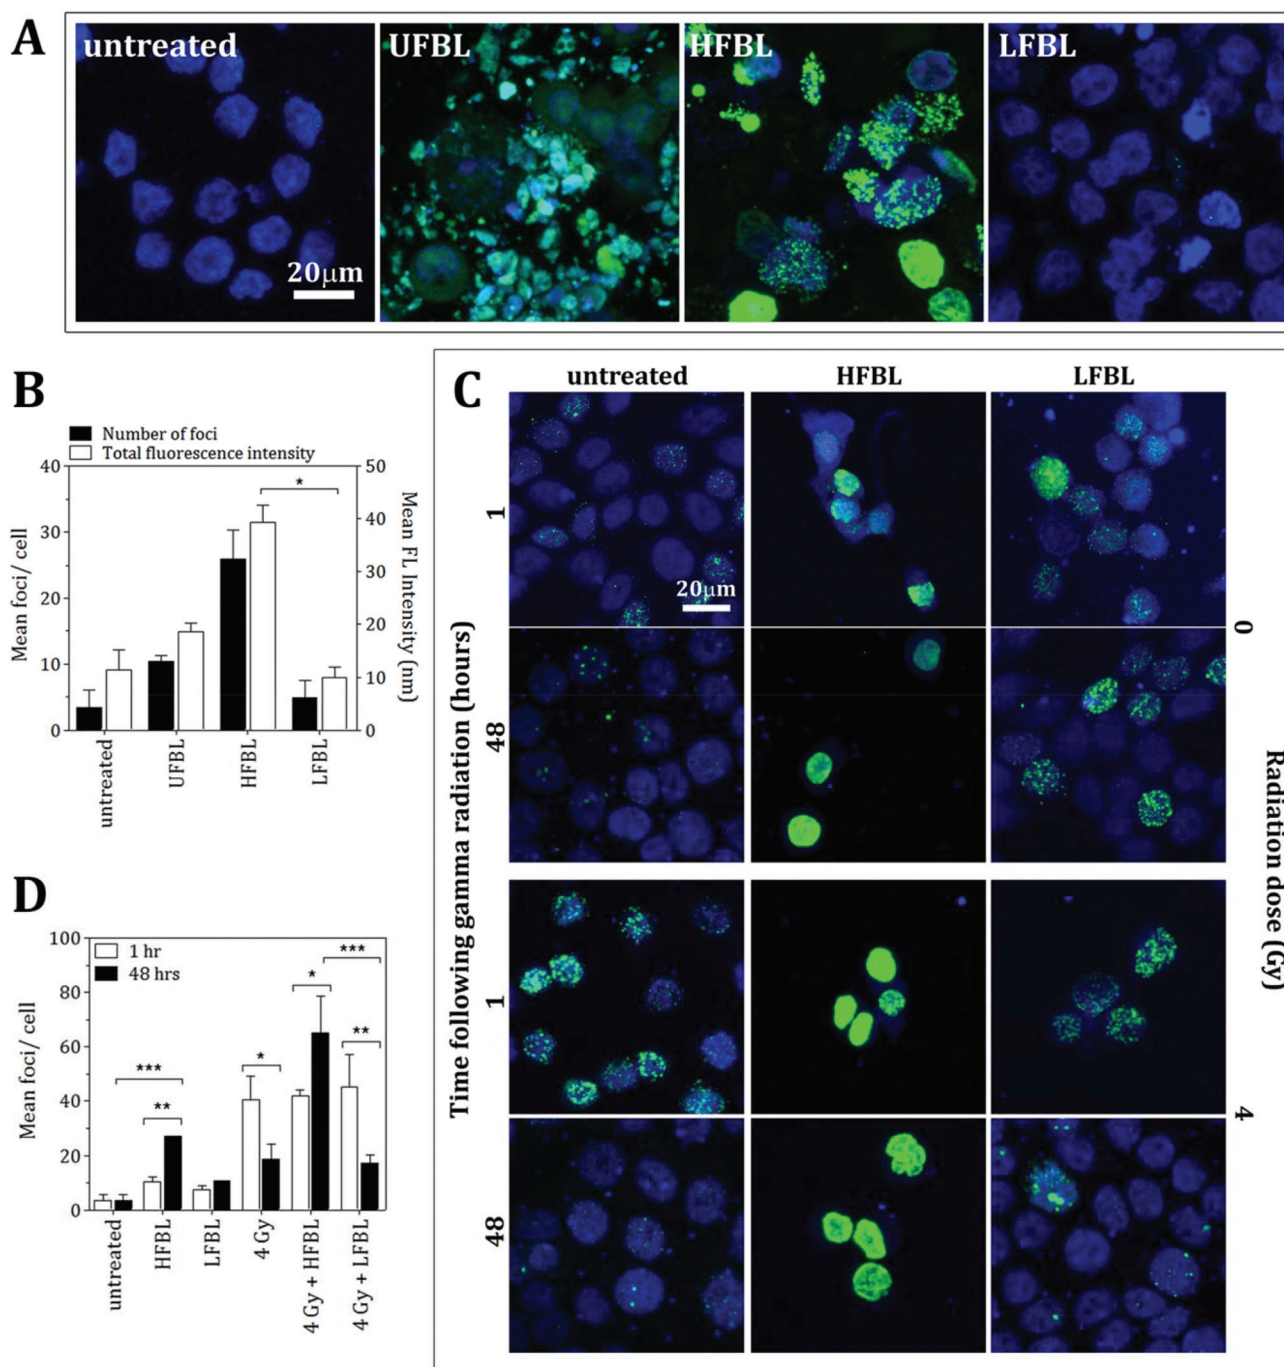 A
untreated
UFBL
HFBL
LFBL
20μm
B
Number of foci
Total fluorescence intensity
40
30
20
10
0
Mean foci/ cell
50
40
30
20
10
0
Mean FL Intensity (nm)
*
untreated
UFBL
HFBL
LFBL
C
untreated
HFBL
LFBL
Time following gamma radiation (hours)
1
48
1
48
20μm
0
4
Radiation dose (Gy)
D
1 hr
48 hrs
100
80
60
40
20
0
Mean foci/ cell
***
**
*
*
***
**
untreated
HFBL
LFBL
4 Gy
4 Gy + HFBL
4 Gy + LFBL